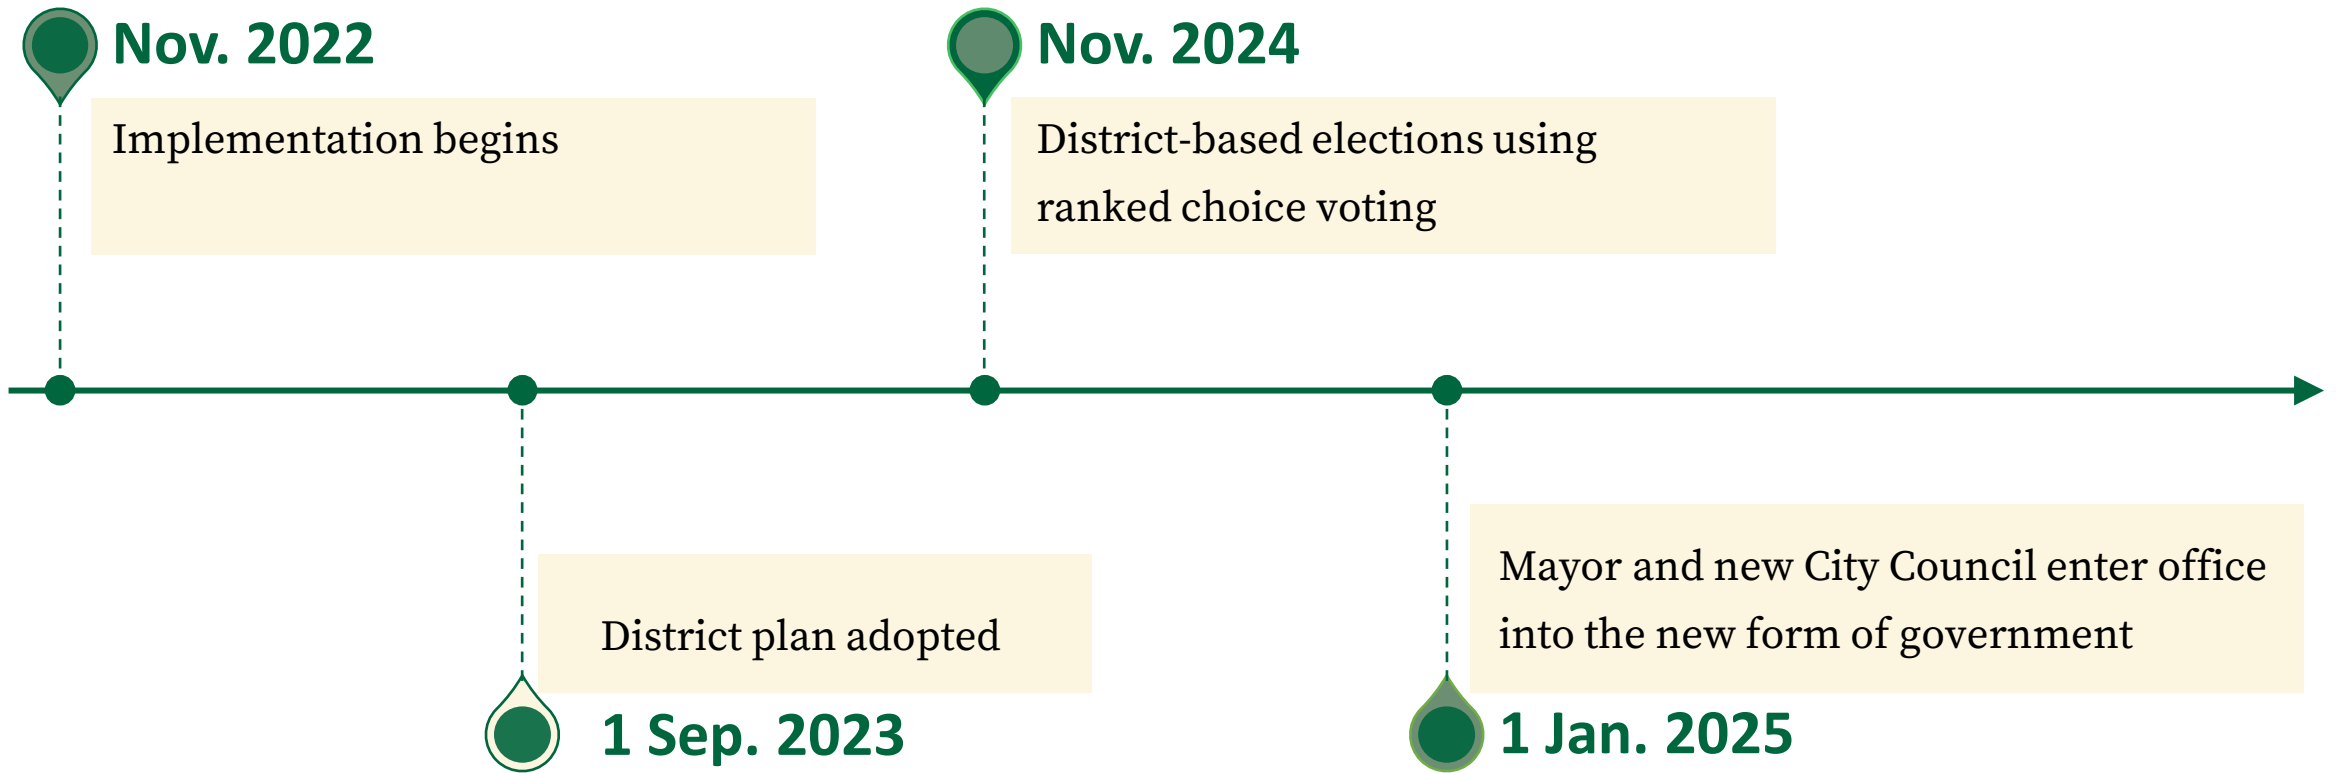 Nov. 2022
Implementation begins
Nov. 2024
District-based elections using
ranked choice voting
District plan adopted
1 Sep. 2023
Mayor and new City Council enter office
into the new form of government
1 Jan. 2025